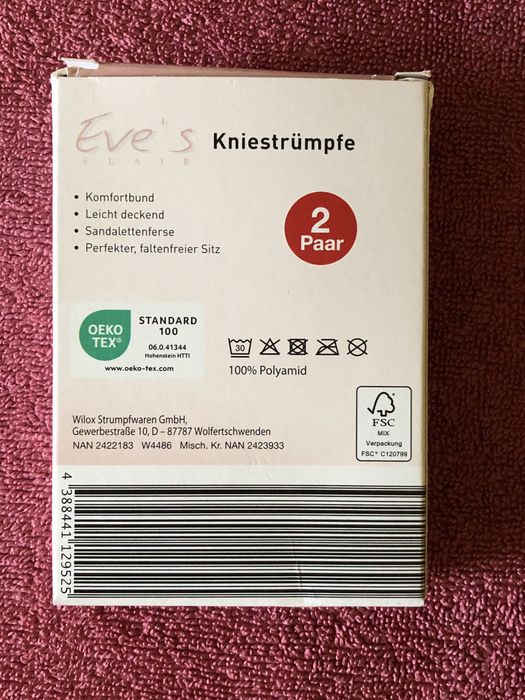 Eve's
FLAIR
Kniestrümpfe
• Komfortbund
• Leicht deckend
• Sandalettenferse
• Perfekter, faltenfreier Sitz
2
Paar
OEKO
TEX®
STANDARD
100
06.0.41344
Hohenstein HTTI
www.oeko-tex.com
30
100% Polyamid
Wilox Strumpfwaren GmbH,
Gewerbestraße 10, D – 87787 Wolfertschwenden
NAN 2422183 W4486 Misch. Kr. NAN 2423933
FSC
MIX
Verpackung
FSC® C120799
4 388441 129525